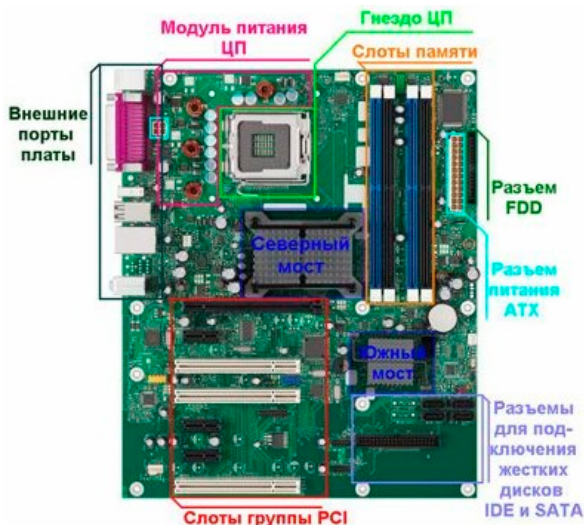 Модуль питания
ЦП
Гнездо ЦП
Слоты памяти
Внешние
порты
платы
Разъем
FDD
Северный
мост
Разъем
питания
ATX
Южный
мост
Разъемы
для под-
ключения
жестких
дисков
IDE и SATA
Слоты группы PCI